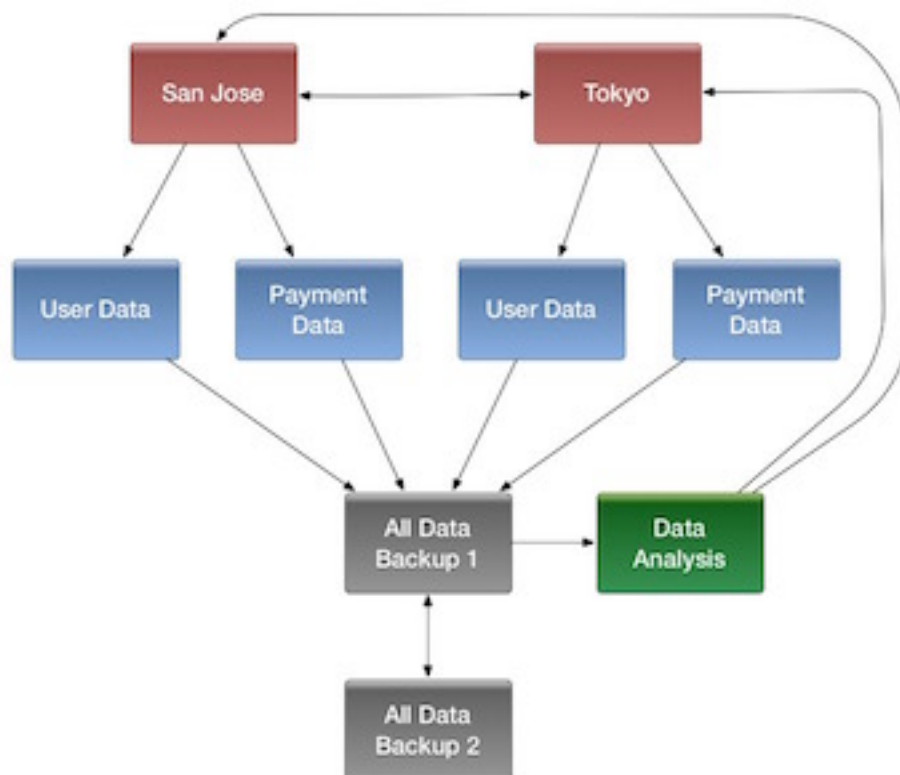 San Jose
Tokyo
User Data
Payment
Data
User Data
Payment
Data
All Data
Backup 1
Data
Analysis
All Data
Backup 2